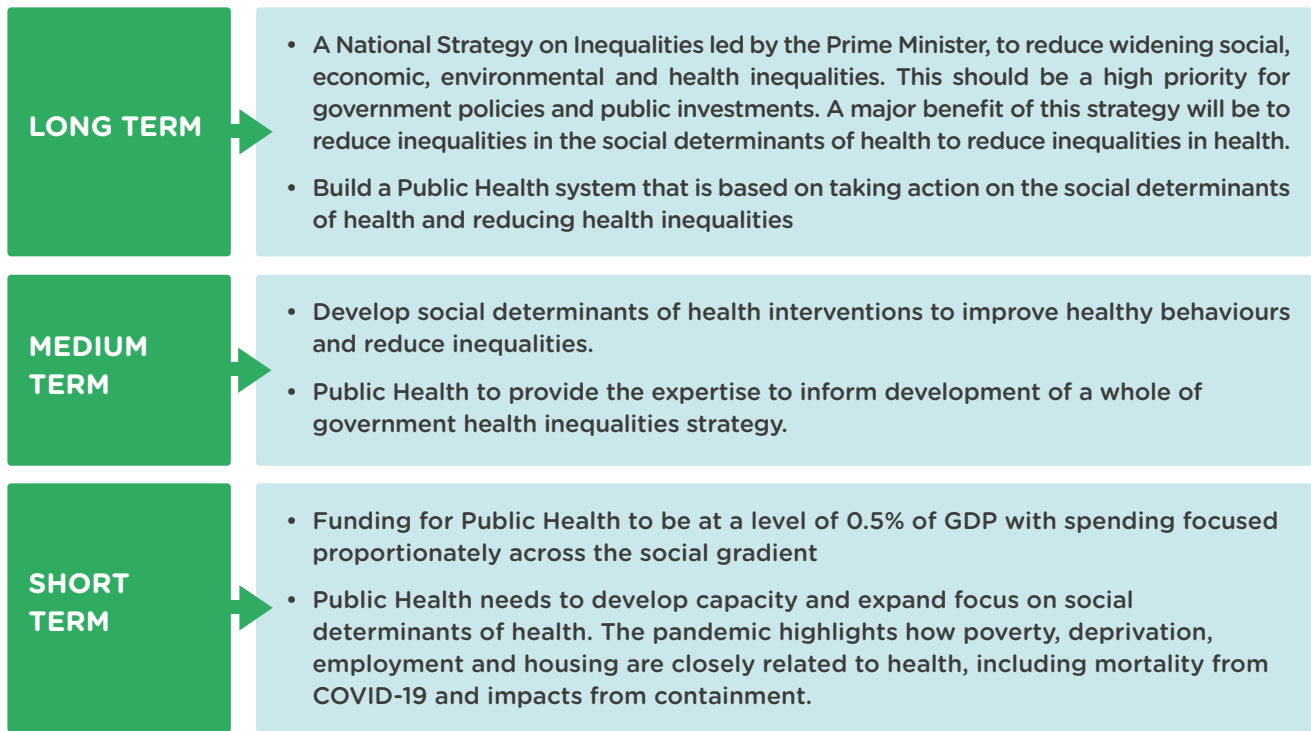 LONG TERM
• A National Strategy on Inequalities led by the Prime Minister, to reduce widening social,
economic, environmental and health inequalities. This should be a high priority for
government policies and public investments. A major benefit of this strategy will be to
reduce inequalities in the social determinants of health to reduce inequalities in health.
• Build a Public Health system that is based on taking action on the social determinants
of health and reducing health inequalities
MEDIUM
TERM
• Develop social determinants of health interventions to improve healthy behaviours
and reduce inequalities.
• Public Health to provide the expertise to inform development of a whole of
government health inequalities strategy.
SHORT
TERM
• Funding for Public Health to be at a level of 0.5% of GDP with spending focused
proportionately across the social gradient
• Public Health needs to develop capacity and expand focus on social
determinants of health. The pandemic highlights how poverty, deprivation,
employment and housing are closely related to health, including mortality from
COVID-19 and impacts from containment.